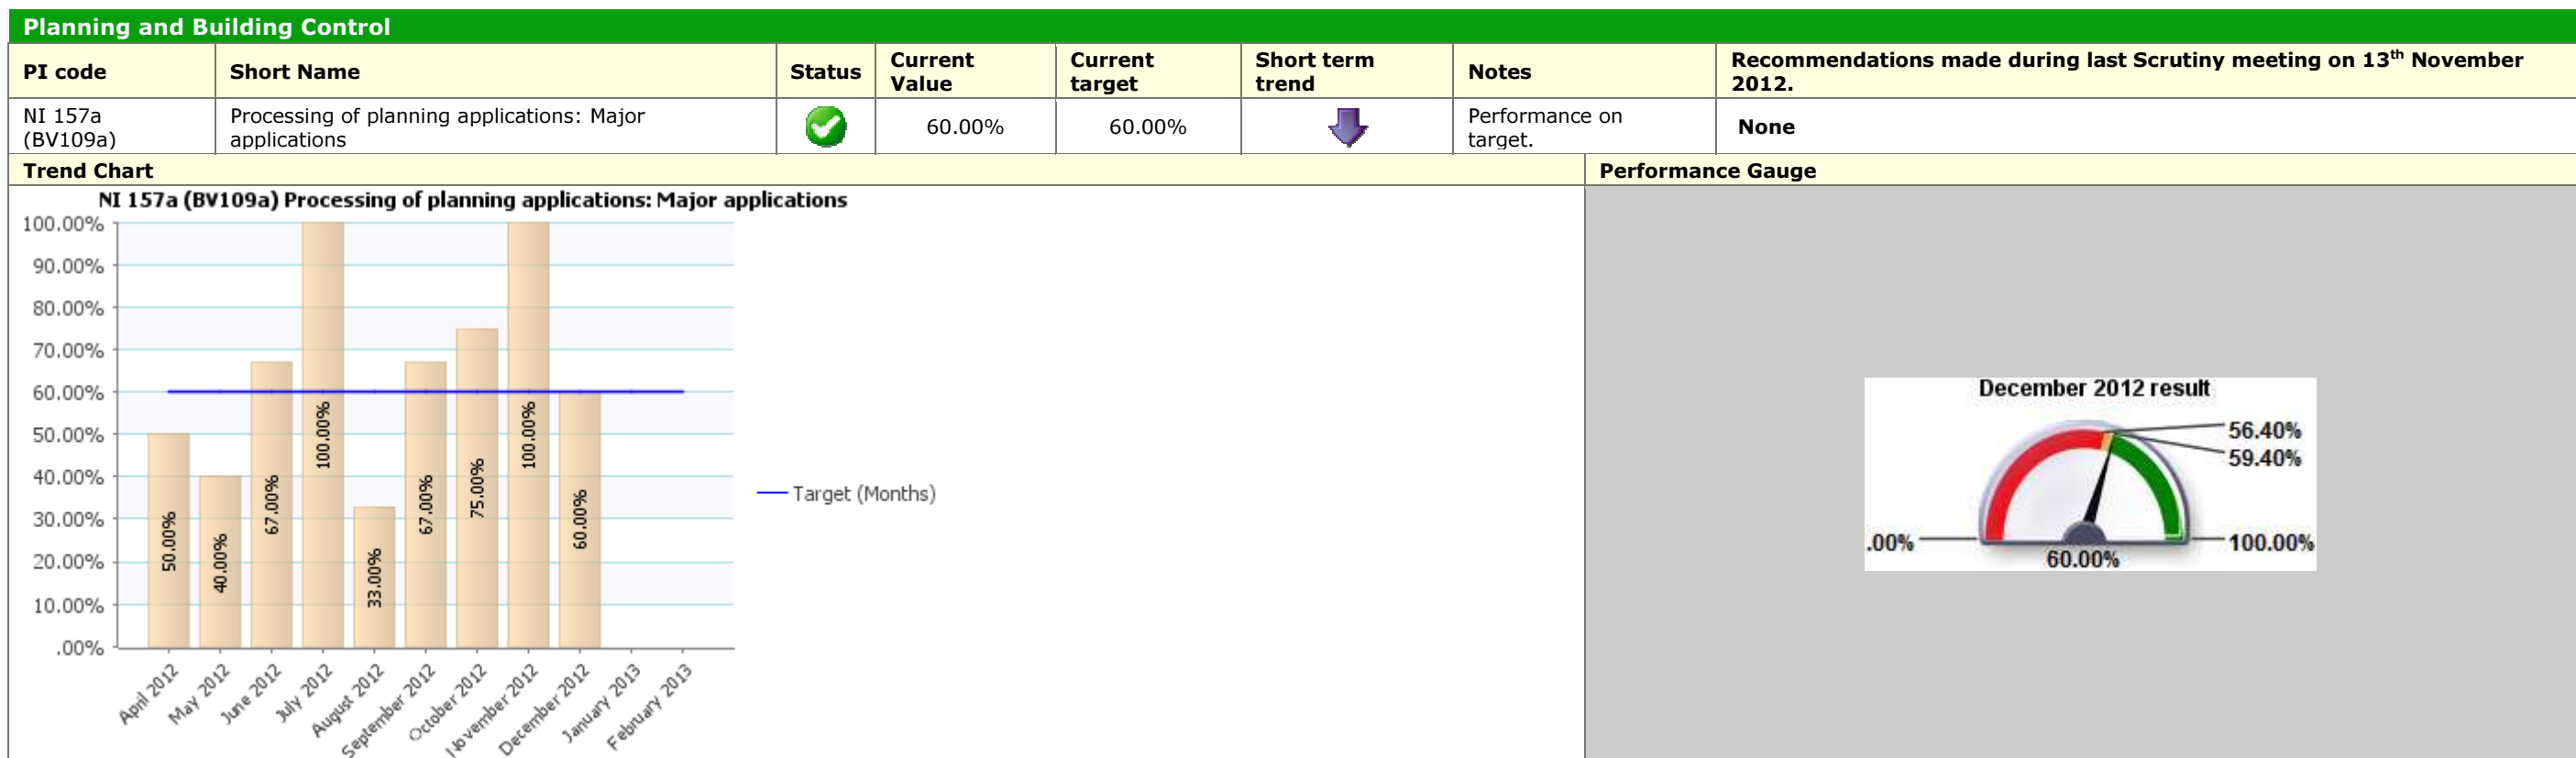 Planning and Building Control
PI code
Short Name
Status
Current
Value
Current
target
Short term
trend
Notes
Recommendations made during last Scrutiny meeting on 13th November
2012.
NI 157a
(BV109a)
Processing of planning applications: Major
applications
60.00%
60.00%
Performance on
target.
None
Trend Chart
Performance Gauge
NI 157a (BV109a) Processing of planning applications: Major applications
100.00%
90.00%
80.00%
70.00%
60.00%
50.00%
40.00%
30.00%
20.00%
10.00%
.00%
50.00%
40.00%
67.00%
100.00%
33.00%
67.00%
75.00%
100.00%
60.00%
April 2012
May 2012
June 2012
July 2012
August 2012
September 2012
October 2012
November 2012
December 2012
January 2013
February 2013
Target (Months)
December 2012 result
56.40%
59.40%
.00%
100.00%
60.00%